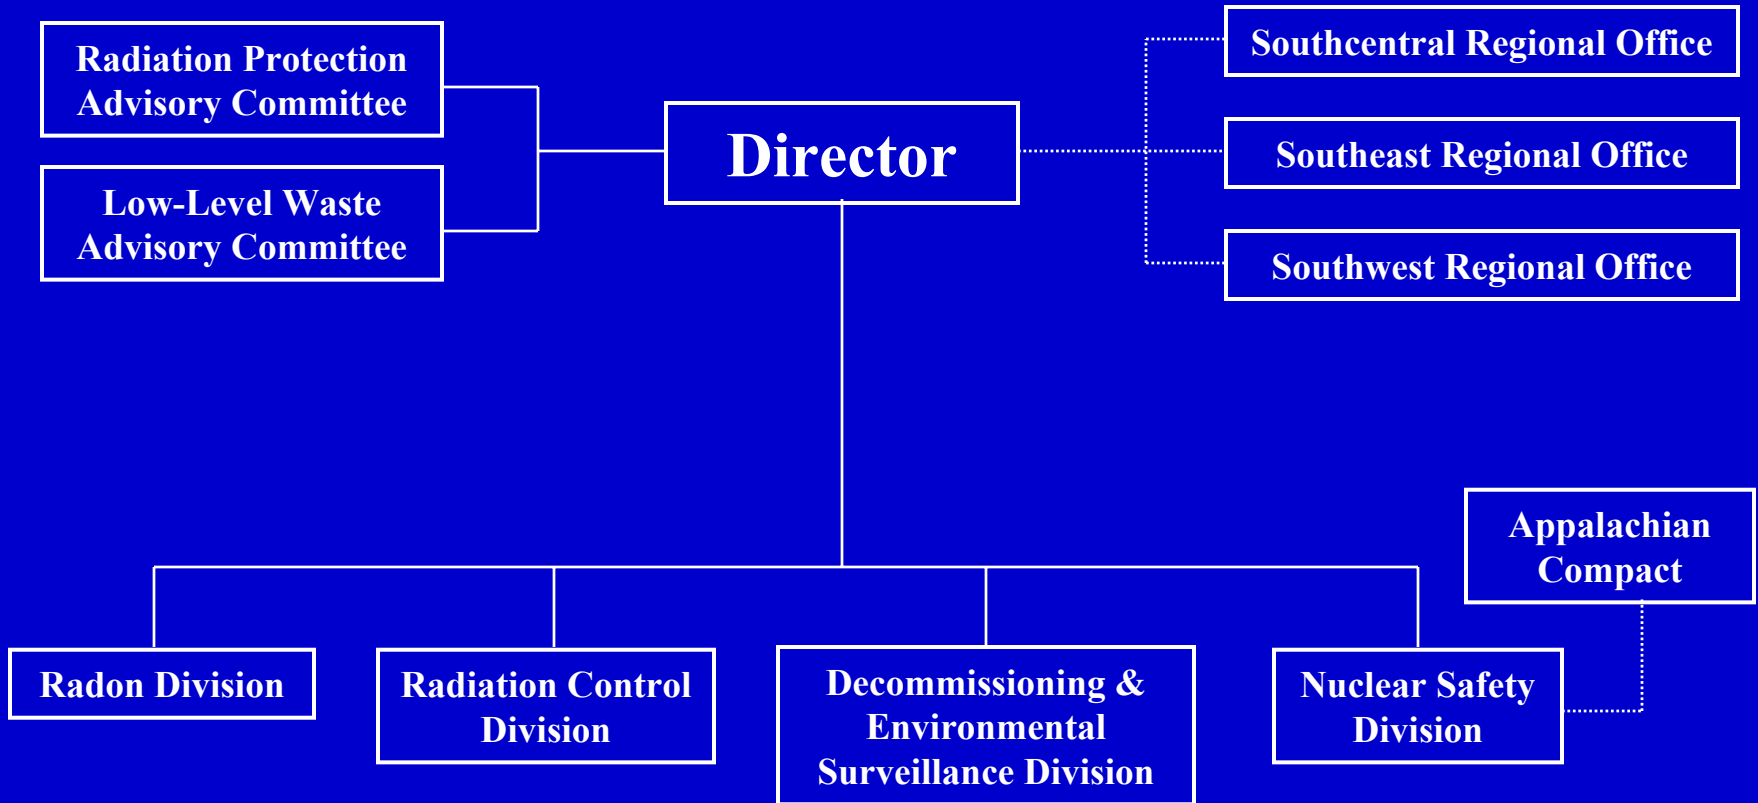 Radiation Protection
Advisory Committee
Low-Level Waste
Advisory Committee
Director
Southcentral Regional Office
Southeast Regional Office
Southwest Regional Office
Appalachian
Compact
Radon Division
Radiation Control
Division
Decommissioning &
Environmental
Surveillance Division
Nuclear Safety
Division